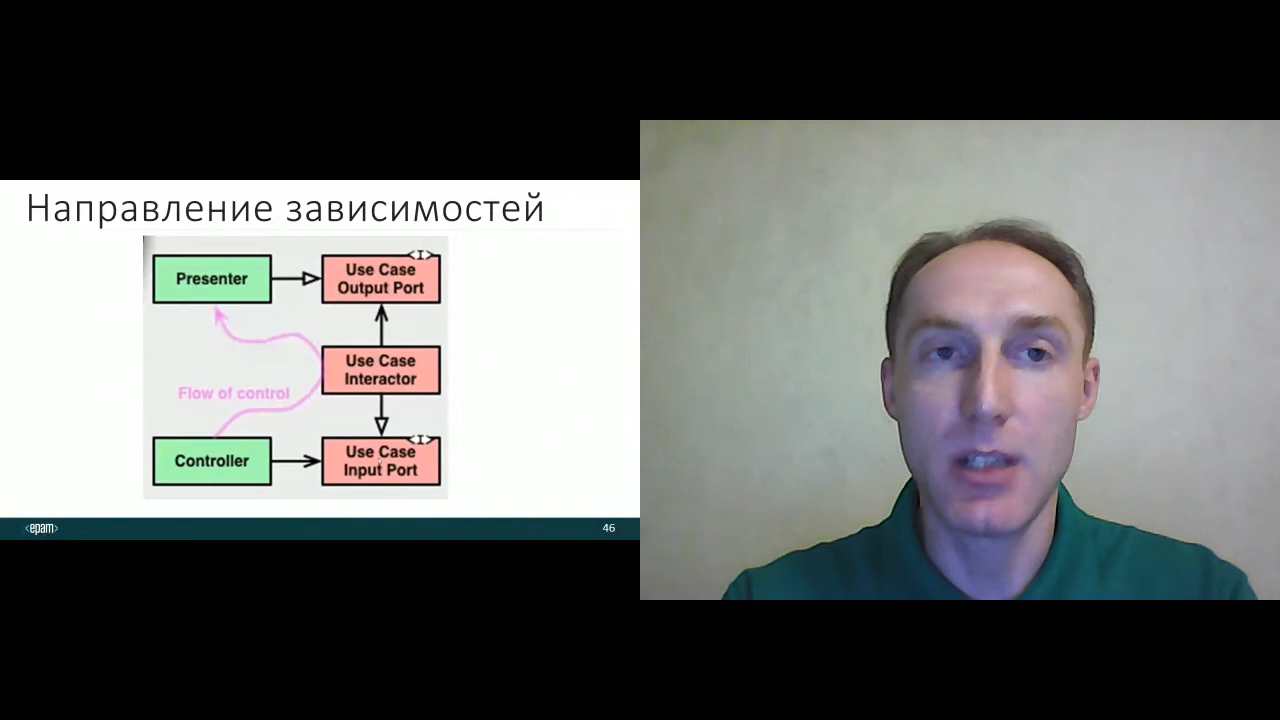 Направление зависимостей
Presenter
Use Case
Output Port
Use Case
Interactor
Flow of control
Controller
Use Case
Input Port
<epam>
46